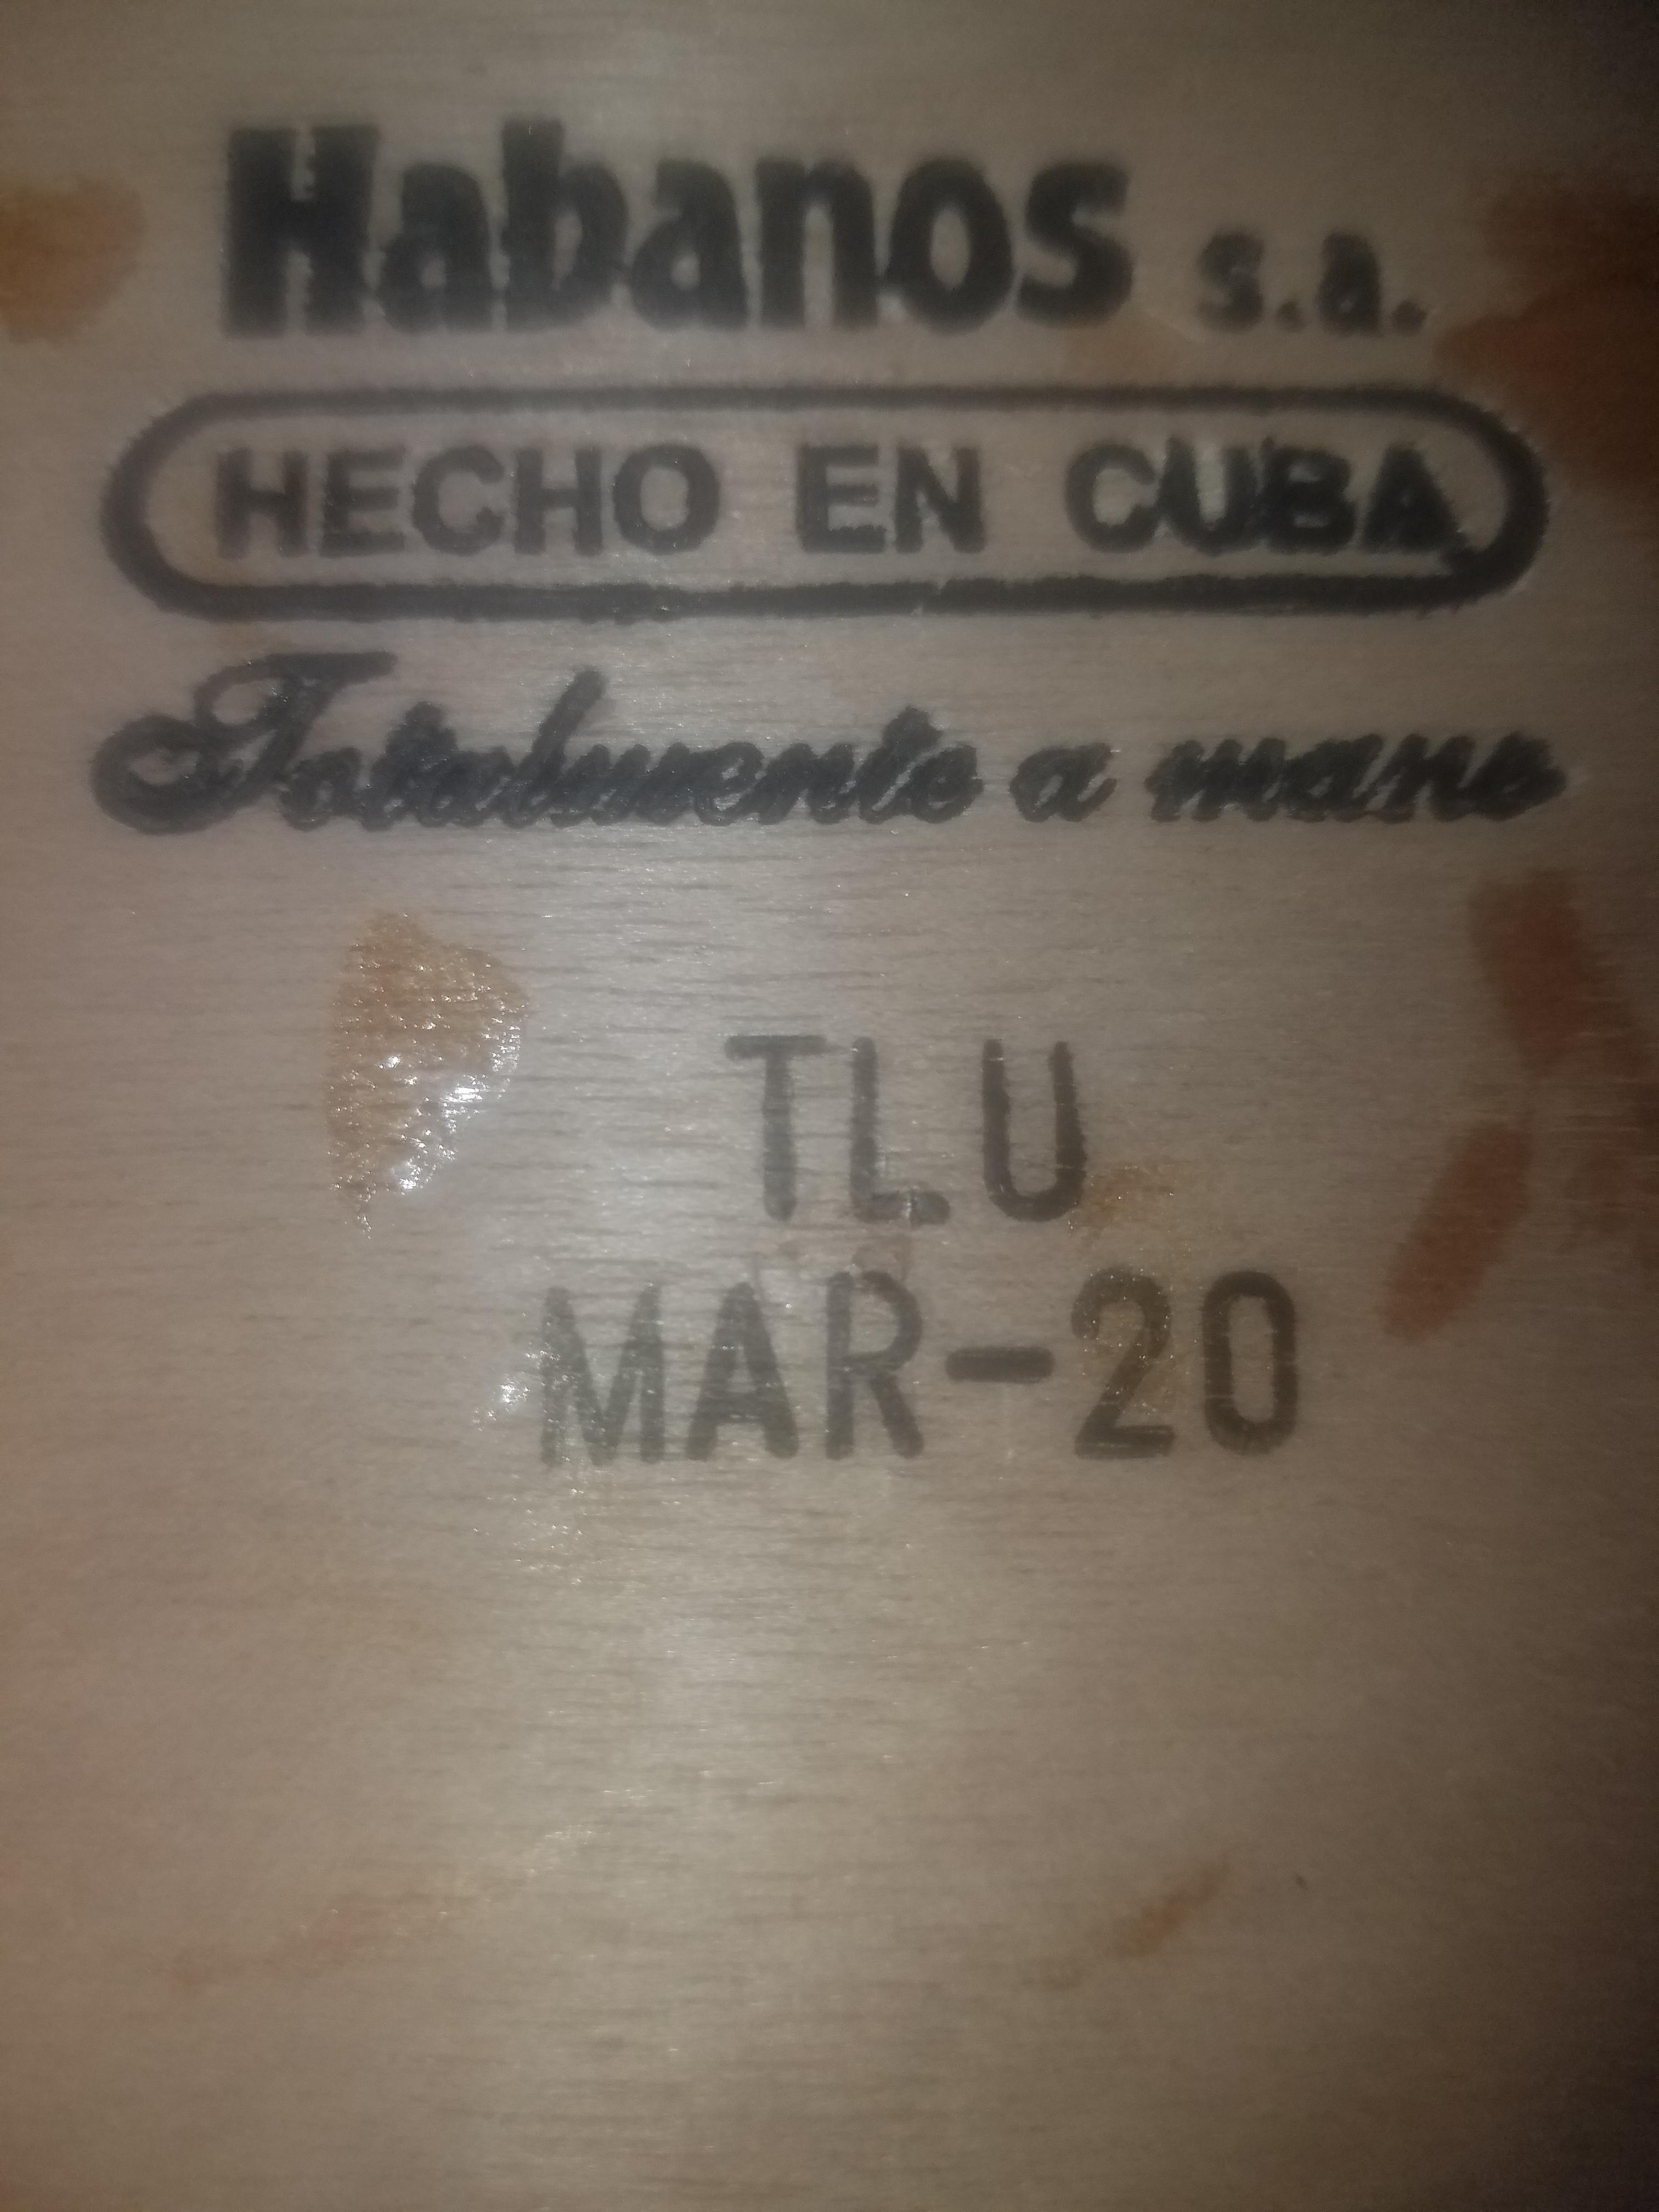 Habanos s.a.
HECHO EN CUBA
Totalmente a mano
TLU
MAR-20